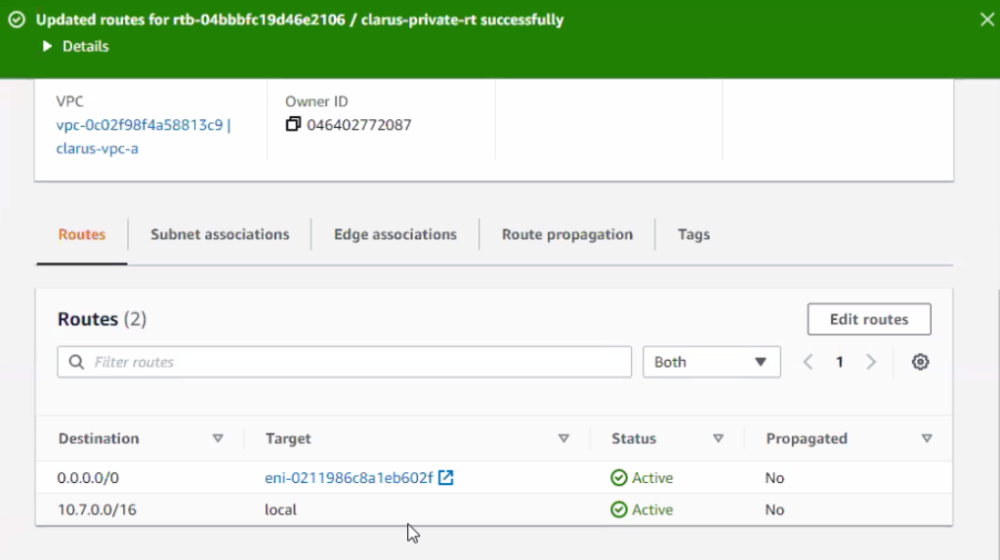 Updated routes for rtb-04bbbfc19d46e2106 / clarus-private-rt successfully
Details
VPC
vpc-0c02f98f4a58813c9 |
clarus-vpc-a
Owner ID
046402772087
Routes
Subnet associations
Edge associations
Route propagation
Tags
Routes (2)
Edit routes
Filter routes
Both
1
Destination Target Status Propagated
0.0.0.0/0 eni-0211986c8a1eb602f Active No
10.7.0.0/16 local Active No